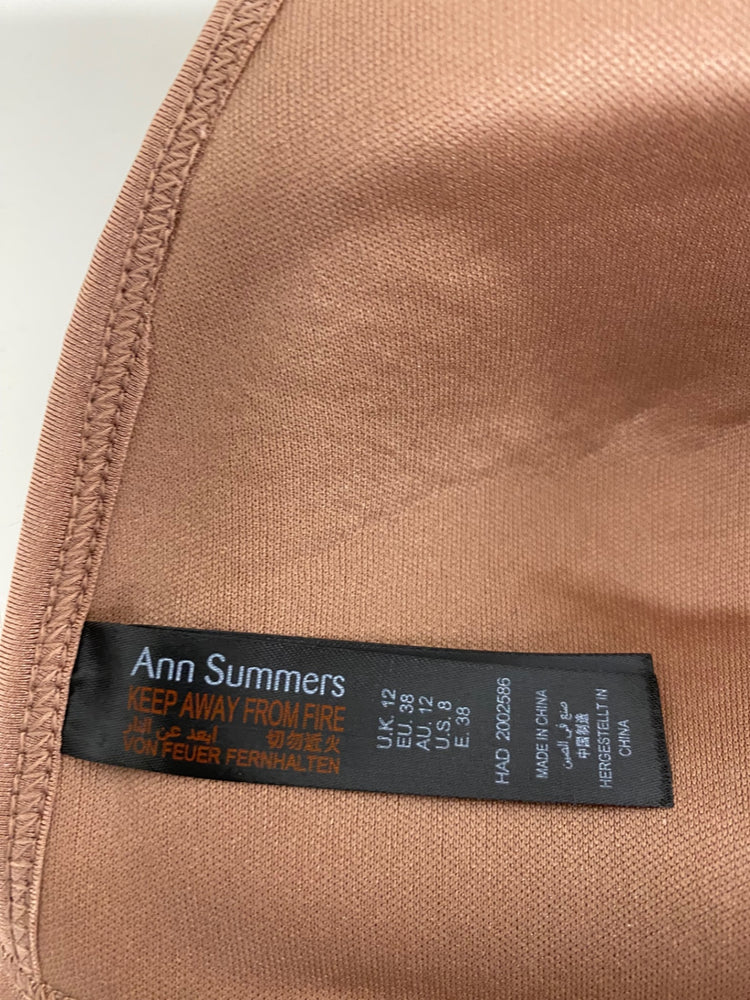 Ann Summers
KEEP AWAY FROM FIRE
ابعد عن النار 切勿近火
VON FEUER FERNHALTEN
U.K. 12
EU. 38
AU. 12
U.S. 8
E. 38
HAD 2002586
MADE IN CHINA
صنع في الصين
中国制造
HERGESTELLT IN
CHINA